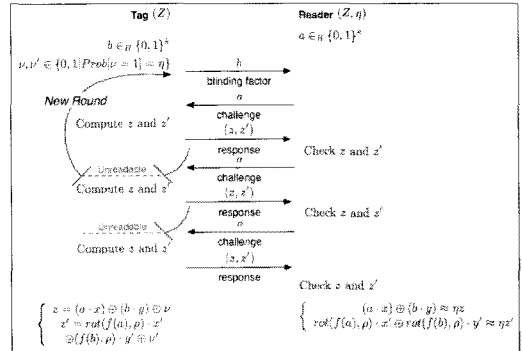 Tag (Z) Reader (Z, η)
b ∈_R {0,1}^k a ∈_R {0,1}^k
ν, ν' ∈ {0,1|Prob[ν = 1] = η}
b
blinding factor
New Round
a
challenge
Compute z and z'
(z, z')
response
Check z and z'
Unreadable
a
challenge
Compute z and z'
(z, z')
response
Check z and z'
Unreadable
a
challenge
Compute z and z'
(z, z')
response
Check z and z'
z = (a · x) ⊕ (b · y) ⊕ ν
z' = rot(f(a), ρ) · x'
⊕(f(b), ρ) · y' ⊕ ν'
(a · x) ⊕ (b · y) ≈ ηz
rot(f(a), ρ) · x' ⊕ rot(f(b), ρ) · y' ≈ ηz'